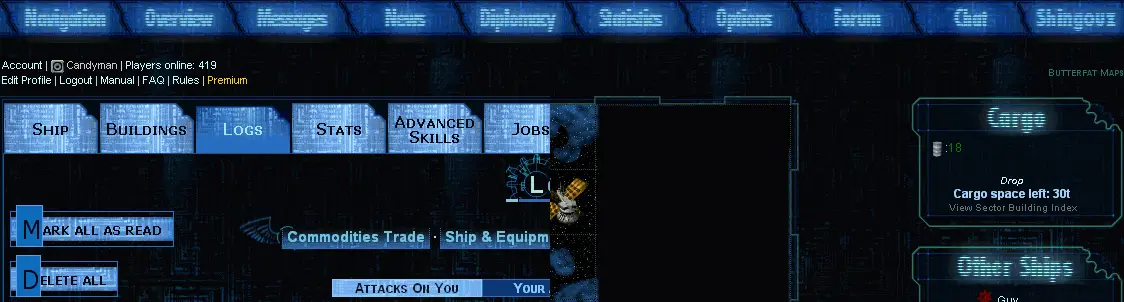 Navigation Overview Messages News Diplomacy Statistics Options Forum Chat Shingouz
Account | Candyman | Players online: 419
Edit Profile | Logout | Manual | FAQ | Rules | Premium
BUTTERFAT MAPS
SHIP BUILDINGS LOGS STATS ADVANCED SKILLS JOBS
Cargo
:18
Drop
Cargo space left: 30t
View Sector Building Index
LO
MARK ALL AS READ
Commodities Trade · Ship & Equipm
DELETE ALL
ATTACKS ON YOU YOUR
Other Ships
Guy